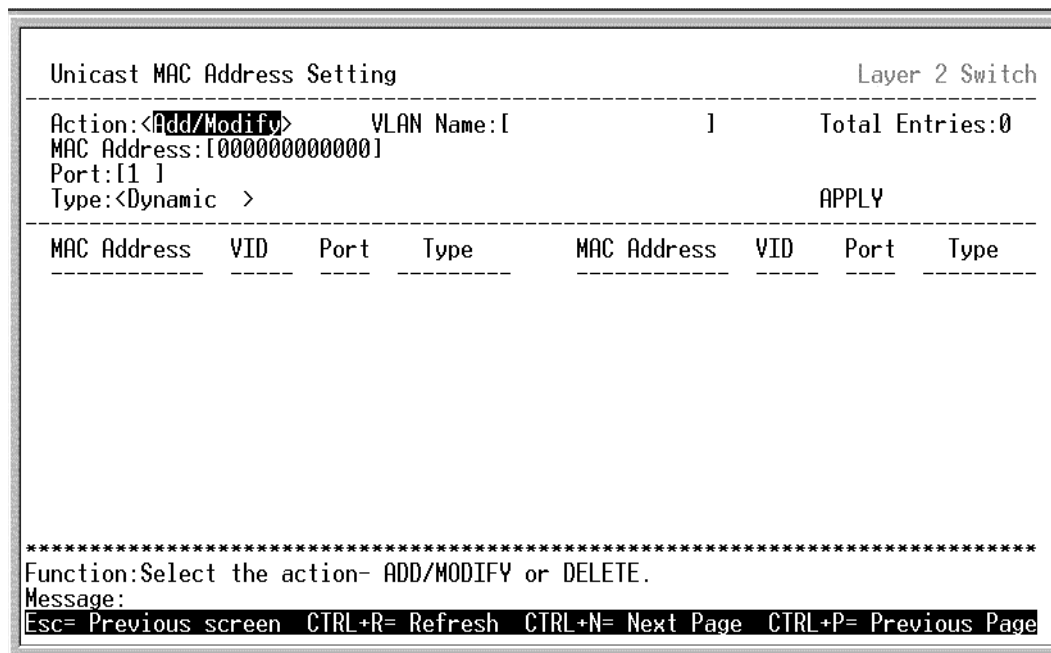 Unicast MAC Address Setting Layer 2 Switch
--------------------------------------------------------------------------------
Action:<Add/Modify> VLAN Name:[ ] Total Entries:0
MAC Address:[000000000000]
Port:[1 ]
Type:<Dynamic > APPLY
--------------------------------------------------------------------------------
MAC Address VID Port Type MAC Address VID Port Type
------------ ----- ---- --------- ------------ ----- ---- ---------
********************************************************************************
Function:Select the action- ADD/MODIFY or DELETE.
Message:
Esc= Previous screen CTRL+R= Refresh CTRL+N= Next Page CTRL+P= Previous Page